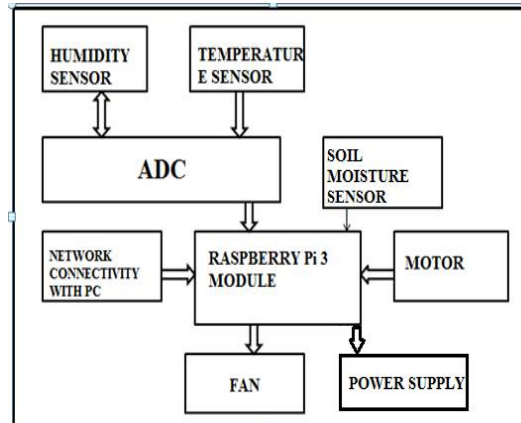 HUMIDITY
SENSOR
TEMPERATUR
E SENSOR
ADC
SOIL
MOISTURE
SENSOR
NETWORK
CONNECTIVITY
WITH PC
RASPBERRY Pi 3
MODULE
MOTOR
FAN
POWER SUPPLY